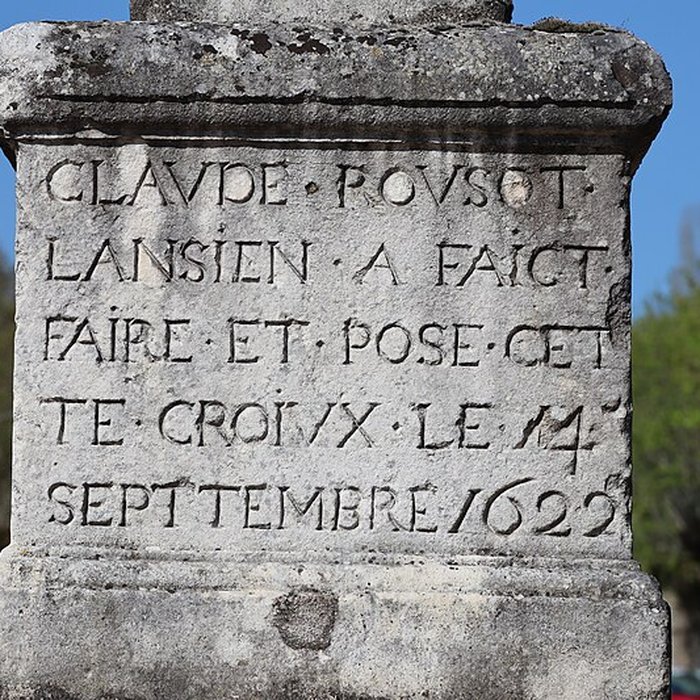 CLAVDE · ROVSOT ·
LANSIEN · A FAICT ·
FAIRE · ET · POSE · CET
TE · CROIVX · LE · 14
SEPTTEMBRE 1622